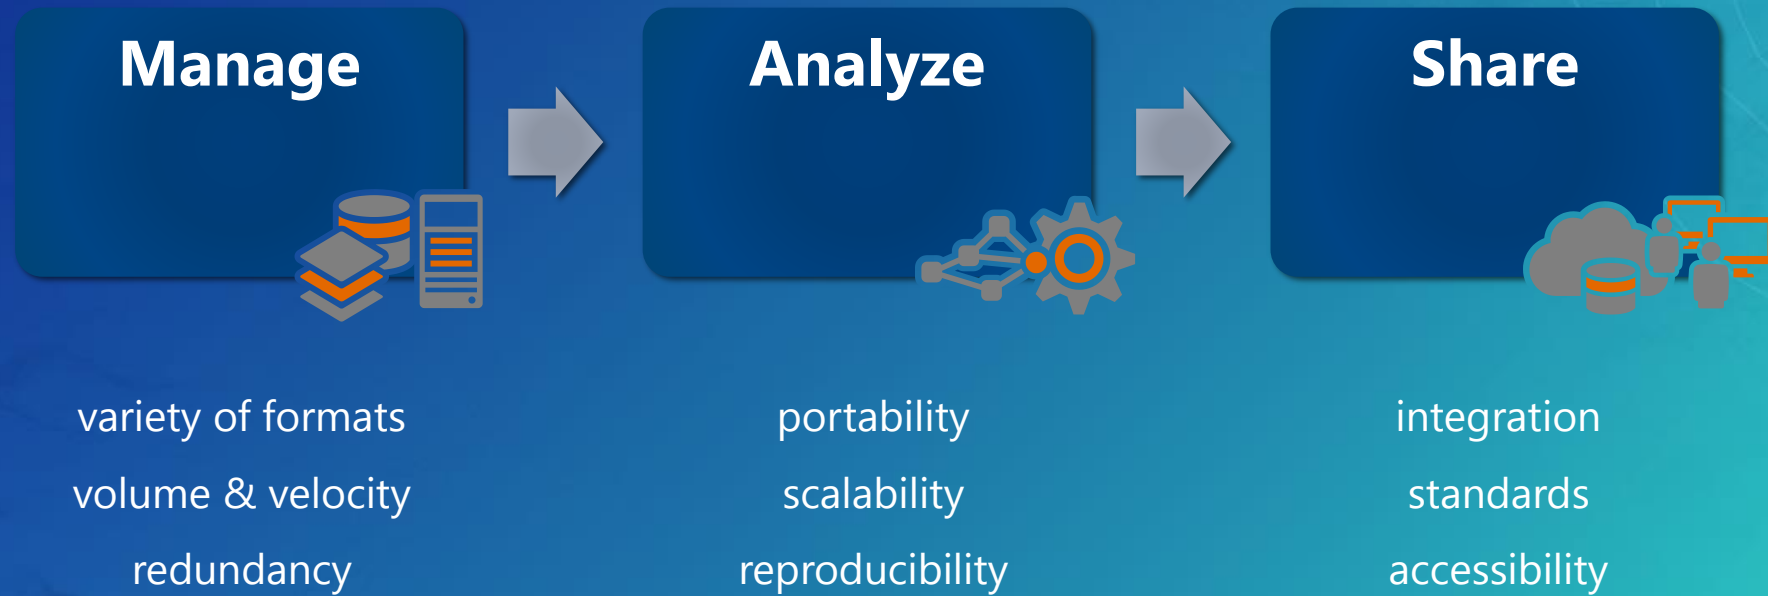 Manage
Analyze
Share
variety of formats
volume & velocity
redundancy
portability
scalability
reproducibility
integration
standards
accessibility